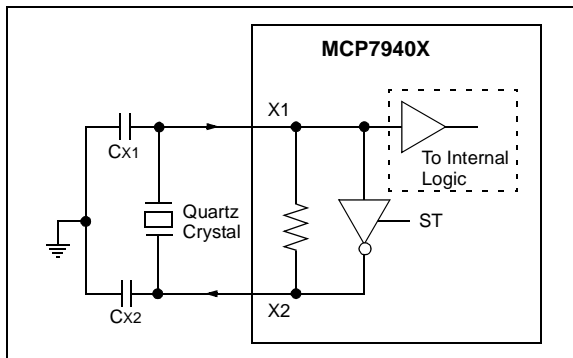 MCP7940X
X1
CX1
To Internal
Logic
Quartz
Crystal
ST
X2
CX2